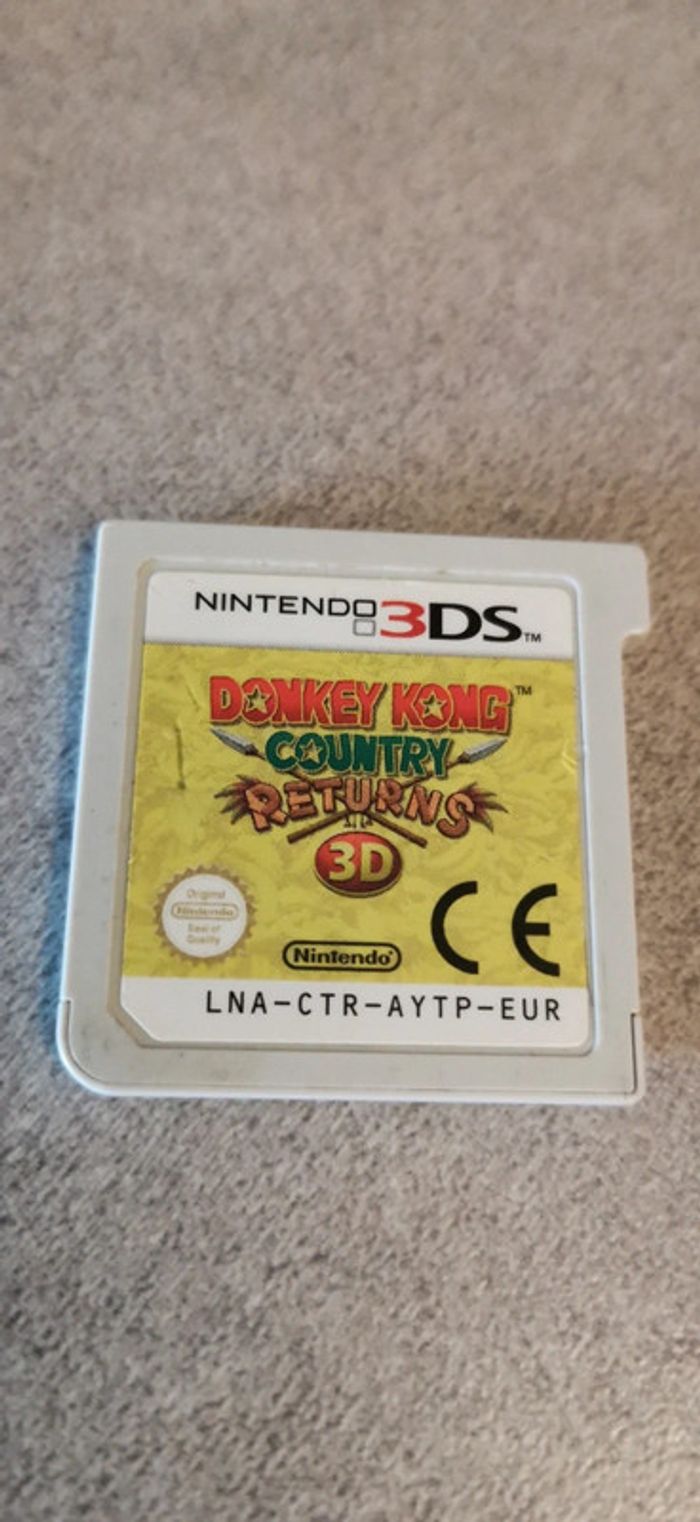 NINTENDO 3DS™
DONKEY KONG™
COUNTRY
RETURNS
3D
Original
Nintendo
Seal of
Quality
Nintendo®
CE
LNA-CTR-AYTP-EUR